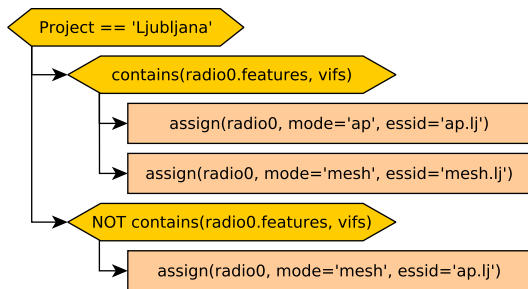 Project == 'Ljubljana'
contains(radio0.features, vifs)
assign(radio0, mode='ap', essid='ap.lj')
assign(radio0, mode='mesh', essid='mesh.lj')
NOT contains(radio0.features, vifs)
assign(radio0, mode='mesh', essid='ap.lj')